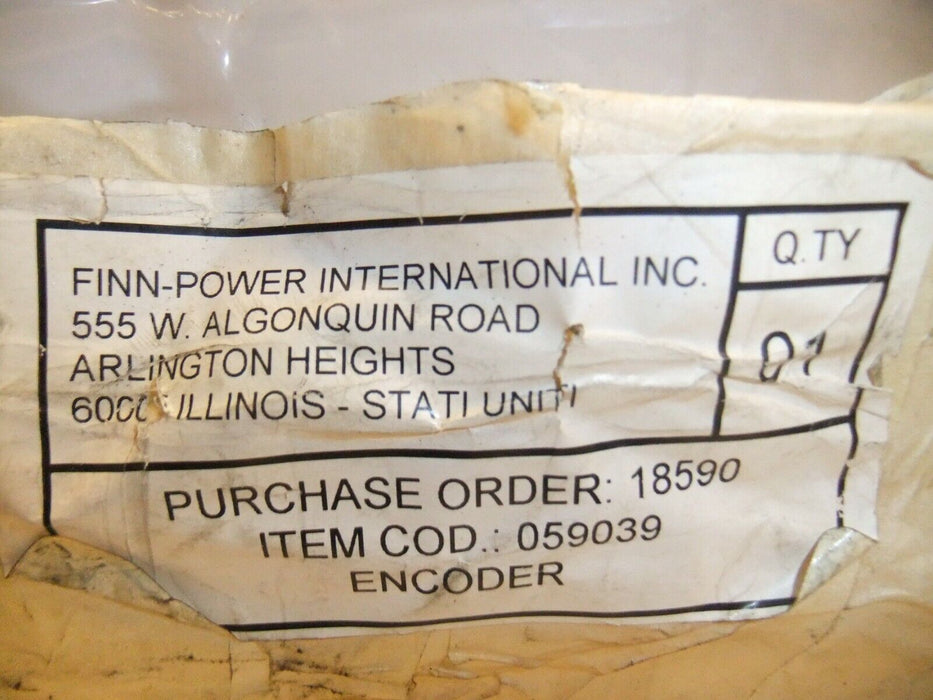 FINN-POWER INTERNATIONAL INC.
555 W. ALGONQUIN ROAD
ARLINGTON HEIGHTS
ILLINOIS - STATI UNITI
Q.TY
01
PURCHASE ORDER: 18590
ITEM COD.: 059039
ENCODER